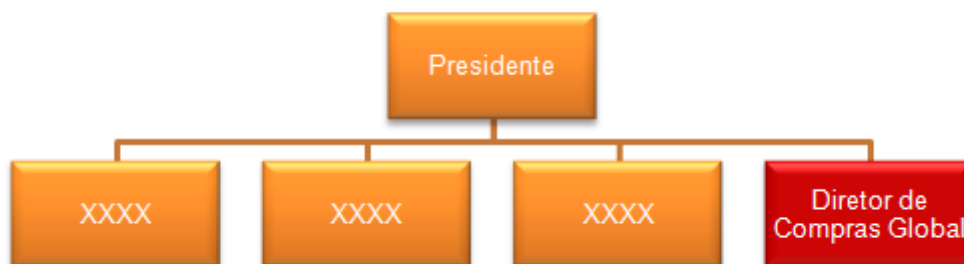 Presidente
XXXX
XXXX
XXXX
Diretor de
Compras Global